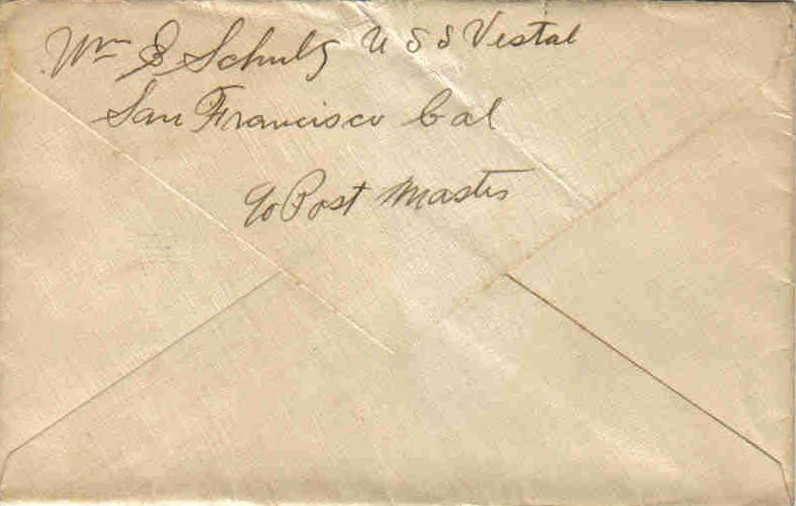 Wm E Schultz U S S Vestal
San Francisco Cal
c/o Post Master